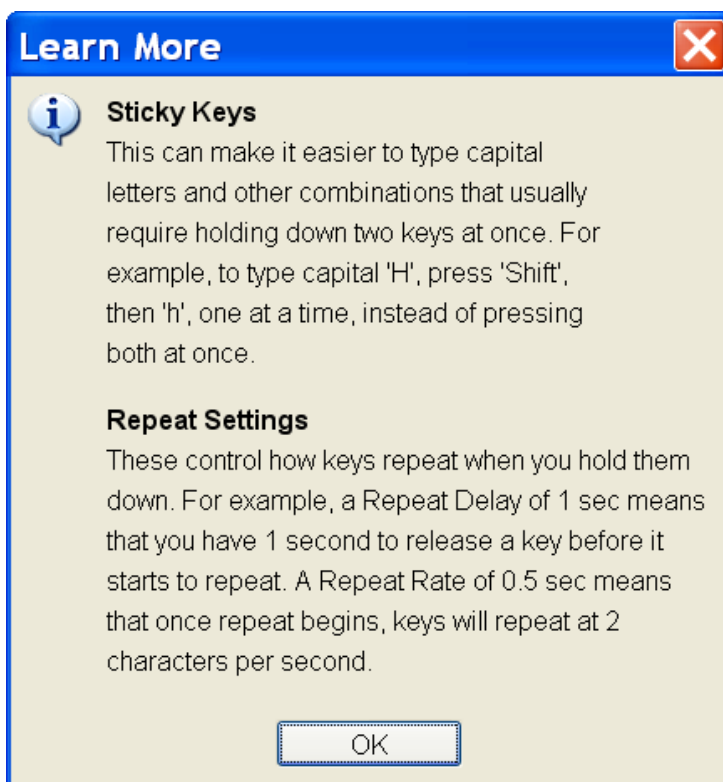 Learn More
Sticky Keys
This can make it easier to type capital
letters and other combinations that usually
require holding down two keys at once. For
example, to type capital 'H', press 'Shift',
then 'h', one at a time, instead of pressing
both at once.
Repeat Settings
These control how keys repeat when you hold them
down. For example, a Repeat Delay of 1 sec means
that you have 1 second to release a key before it
starts to repeat. A Repeat Rate of 0.5 sec means
that once repeat begins, keys will repeat at 2
characters per second.
OK